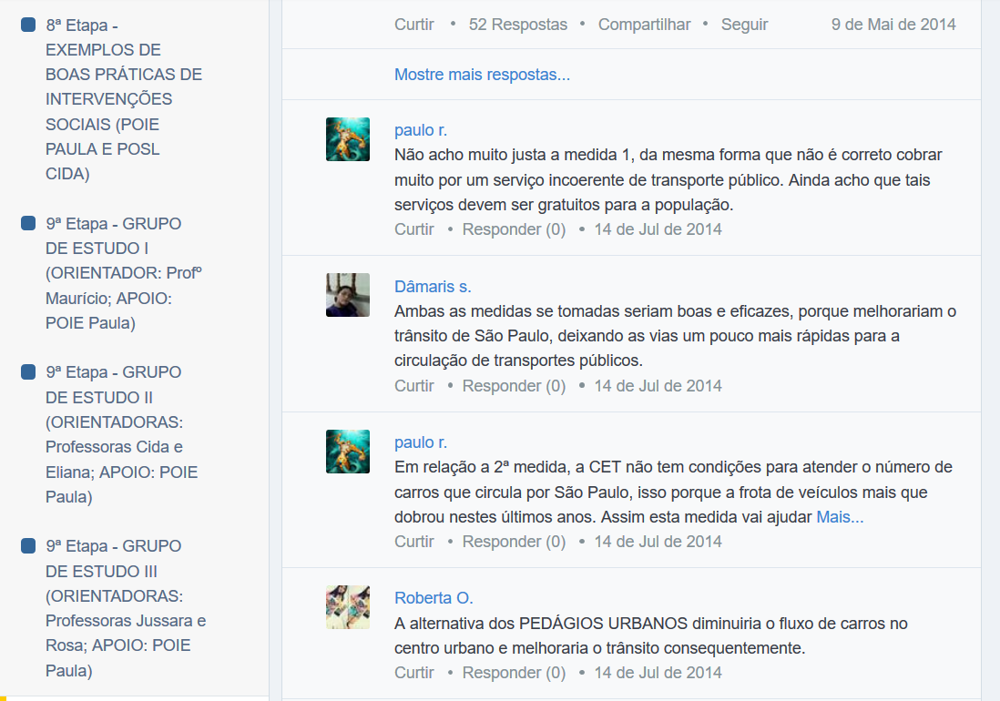 8ª Etapa -
EXEMPLOS DE
BOAS PRÁTICAS DE
INTERVENÇÕES
SOCIAIS (POIE
PAULA E POSL
CIDA)
9ª Etapa - GRUPO
DE ESTUDO I
(ORIENTADOR: Profº
Maurício; APOIO:
POIE Paula)
9ª Etapa - GRUPO
DE ESTUDO II
(ORIENTADORAS:
Professoras Cida e
Eliana; APOIO: POIE
Paula)
9ª Etapa - GRUPO
DE ESTUDO III
(ORIENTADORAS:
Professoras Jussara e
Rosa; APOIO: POIE
Paula)
Curtir • 52 Respostas • Compartilhar • Seguir 9 de Mai de 2014
Mostre mais respostas...
paulo r.
Não acho muito justa a medida 1, da mesma forma que não é correto cobrar
muito por um serviço incoerente de transporte público. Ainda acho que tais
serviços devem ser gratuitos para a população.
Curtir • Responder (0) • 14 de Jul de 2014
Dâmaris s.
Ambas as medidas se tomadas seriam boas e eficazes, porque melhorariam o
trânsito de São Paulo, deixando as vias um pouco mais rápidas para a
circulação de transportes públicos.
Curtir • Responder (0) • 14 de Jul de 2014
paulo r.
Em relação a 2ª medida, a CET não tem condições para atender o número de
carros que circula por São Paulo, isso porque a frota de veículos mais que
dobrou nestes últimos anos. Assim esta medida vai ajudar Mais...
Curtir • Responder (0) • 14 de Jul de 2014
Roberta O.
A alternativa dos PEDÁGIOS URBANOS diminuiria o fluxo de carros no
centro urbano e melhoraria o trânsito consequentemente.
Curtir • Responder (0) • 14 de Jul de 2014